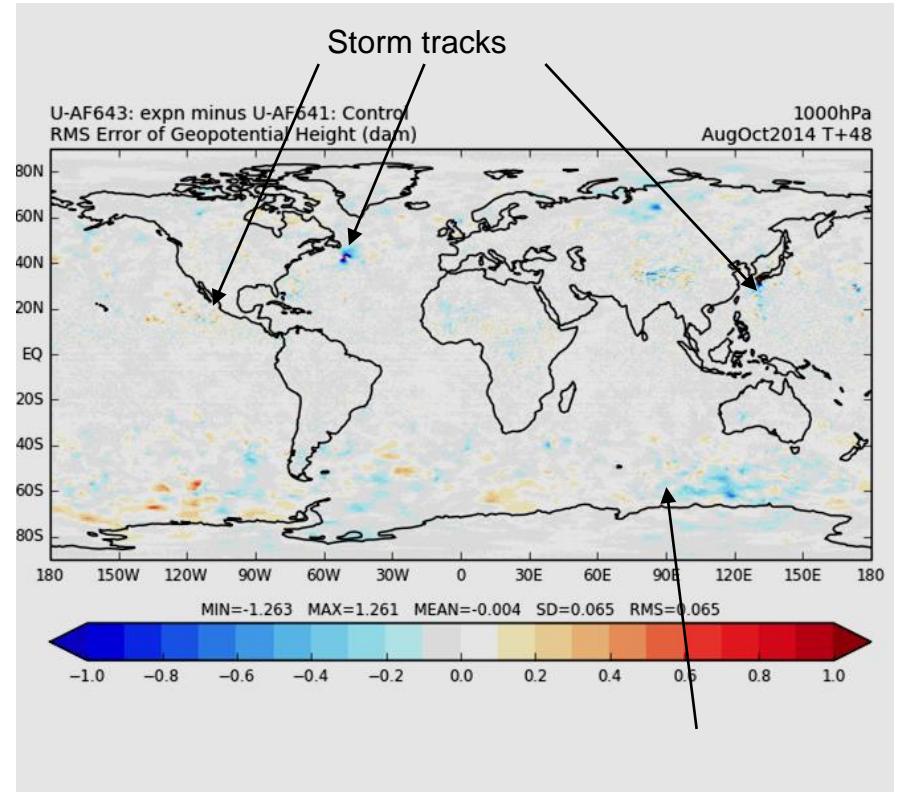 Storm tracks
U-AF643: expn minus U-AF641: Control
1000hPa
RMS Error of Geopotential Height (dam)
AugOct2014 T+48
80N
60N
40N
20N
EQ
20S
40S
60S
80S
180 150W 120W 90W 60W 30W 0 30E 60E 90E 120E 150E 180
MIN=-1.263 MAX=1.261 MEAN=-0.004 SD=0.065 RMS=0.065
−1.0 −0.8 −0.6 −0.4 −0.2 0.0 0.2 0.4 0.6 0.8 1.0